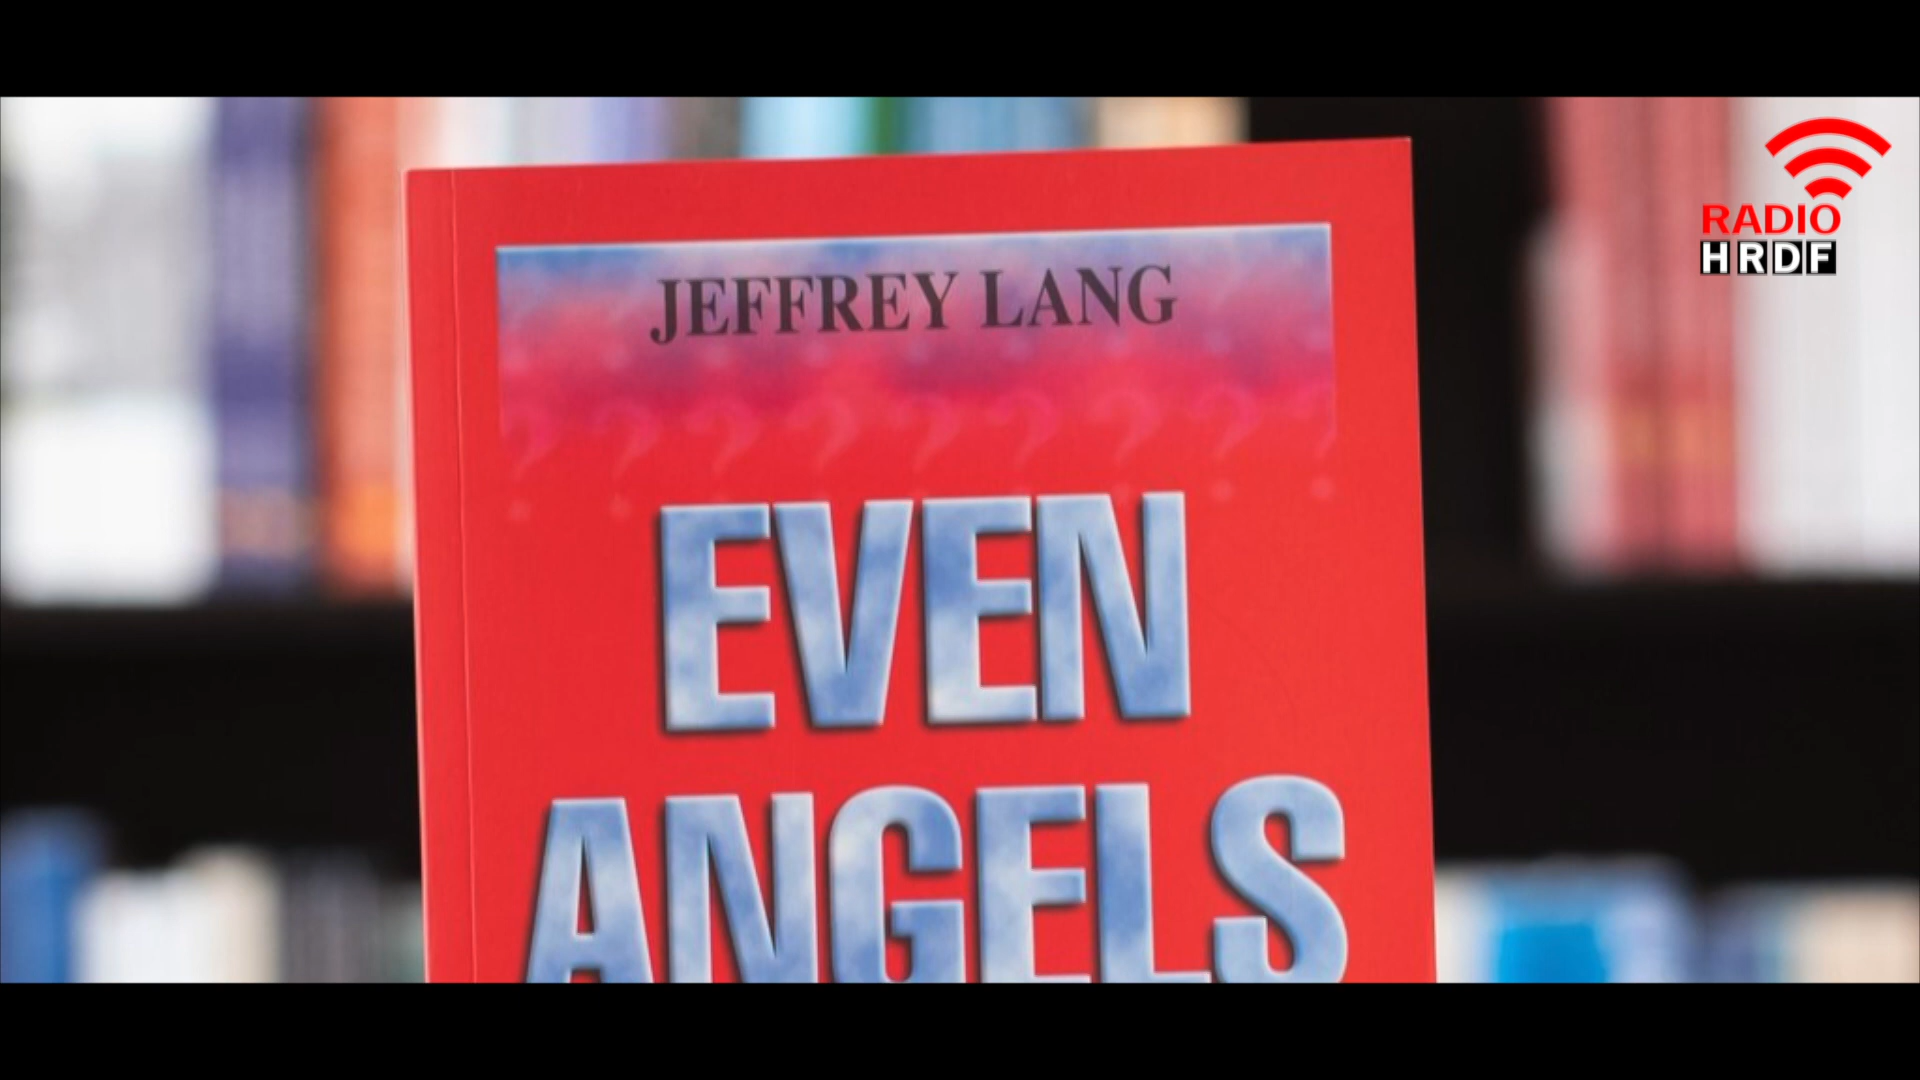 JEFFREY LANG
? ? ? ? ? ? ? ? ?
EVEN
ANGELS
RADIO
HRDF